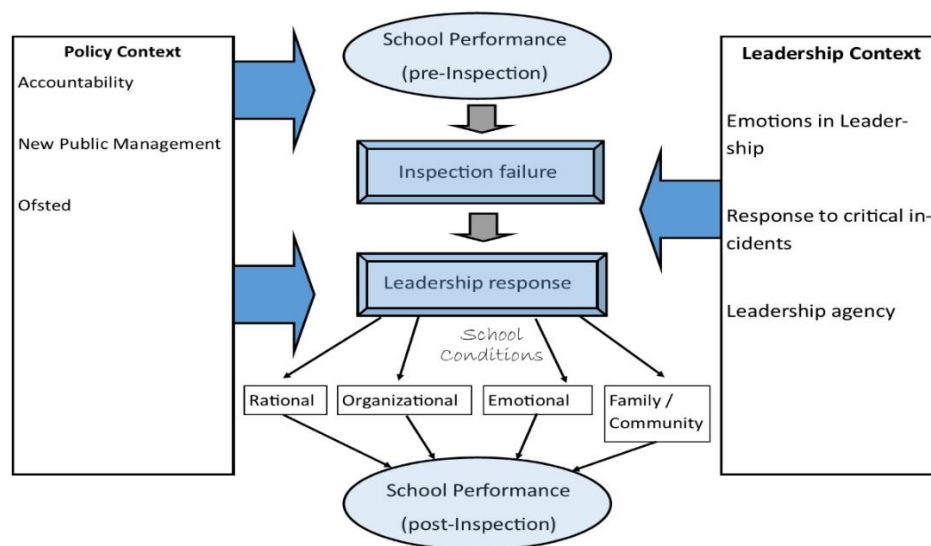 Policy Context
Accountability
New Public Management
Ofsted
School Performance
(pre-Inspection)
Inspection failure
Leadership response
School
Conditions
Rational
Organizational
Emotional
Family /
Community
School Performance
(post-Inspection)
Leadership Context
Emotions in Leader-
ship
Response to critical in-
cidents
Leadership agency